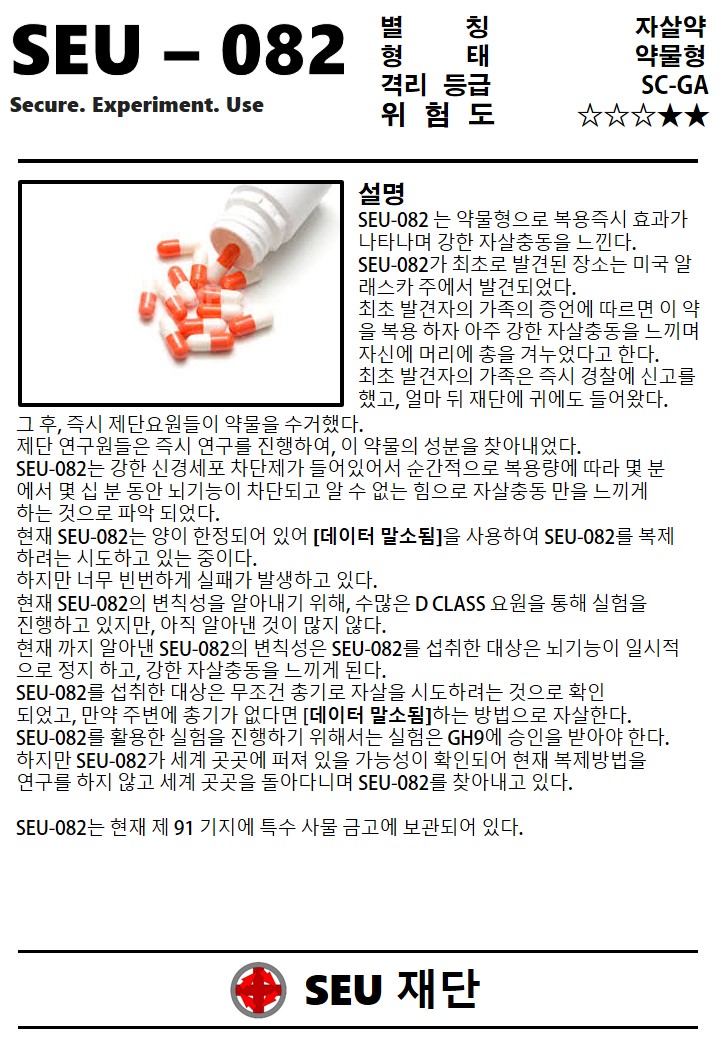 SEU – 082
Secure. Experiment. Use
별 칭 자살약
형 태 약물형
격리 등급 SC-GA
위 험 도 ☆☆☆★★
설명
SEU-082 는 약물형으로 복용즉시 효과가
나타나며 강한 자살충동을 느낀다.
SEU-082가 최초로 발견된 장소는 미국 알
래스카 주에서 발견되었다.
최초 발견자의 가족의 증언에 따르면 이 약
을 복용 하자 아주 강한 자살충동을 느끼며
자신에 머리에 총을 겨누었다고 한다.
최초 발견자의 가족은 즉시 경찰에 신고를
했고, 얼마 뒤 재단에 귀에도 들어왔다.
그 후, 즉시 제단요원들이 약물을 수거했다.
제단 연구원들은 즉시 연구를 진행하여, 이 약물의 성분을 찾아내었다.
SEU-082는 강한 신경세포 차단제가 들어있어서 순간적으로 복용량에 따라 몇 분
에서 몇 십 분 동안 뇌기능이 차단되고 알 수 없는 힘으로 자살충동 만을 느끼게
하는 것으로 파악 되었다.
현재 SEU-082는 양이 한정되어 있어 [데이터 말소됨]을 사용하여 SEU-082를 복제
하려는 시도하고 있는 중이다.
하지만 너무 빈번하게 실패가 발생하고 있다.
현재 SEU-082의 변칙성을 알아내기 위해, 수많은 D CLASS 요원을 통해 실험을
진행하고 있지만, 아직 알아낸 것이 많지 않다.
현재 까지 알아낸 SEU-082의 변칙성은 SEU-082를 섭취한 대상은 뇌기능이 일시적
으로 정지 하고, 강한 자살충동을 느끼게 된다.
SEU-082를 섭취한 대상은 무조건 총기로 자살을 시도하려는 것으로 확인
되었고, 만약 주변에 총기가 없다면 [데이터 말소됨]하는 방법으로 자살한다.
SEU-082를 활용한 실험을 진행하기 위해서는 실험은 GH9에 승인을 받아야 한다.
하지만 SEU-082가 세계 곳곳에 퍼져 있을 가능성이 확인되어 현재 복제방법을
연구를 하지 않고 세계 곳곳을 돌아다니며 SEU-082를 찾아내고 있다.
SEU-082는 현재 제 91 기지에 특수 사물 금고에 보관되어 있다.
SEU 재단